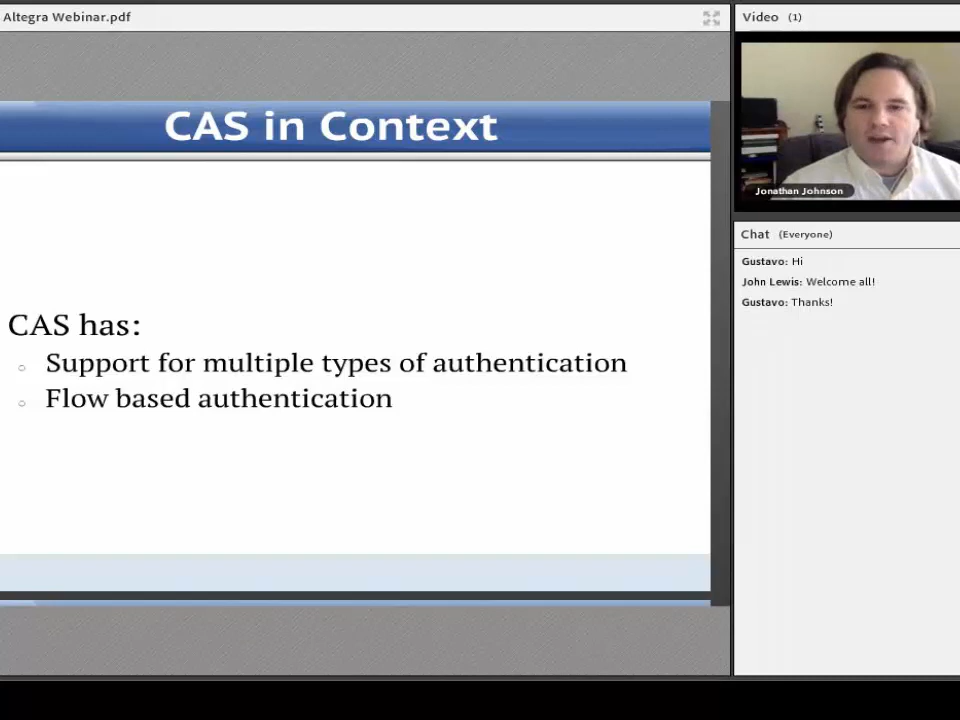 Altegra Webinar.pdf
Video (1)
CAS in Context
Jonathan Johnson
Chat (Everyone)
Gustavo: Hi
John Lewis: Welcome all!
Gustavo: Thanks!
CAS has:
○ Support for multiple types of authentication
○ Flow based authentication